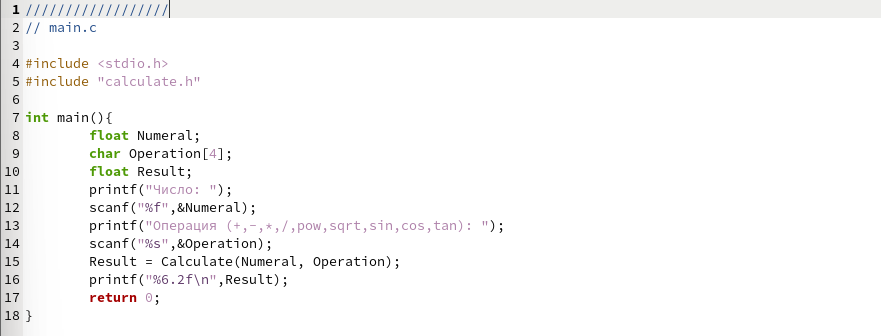 1 //////////////////
2 // main.c
3
4 #include <stdio.h>
5 #include "calculate.h"
6
7 int main(){
8 float Numeral;
9 char Operation[4];
10 float Result;
11 printf("Число: ");
12 scanf("%f",&Numeral);
13 printf("Операция (+,-,*,/,pow,sqrt,sin,cos,tan): ");
14 scanf("%s",&Operation);
15 Result = Calculate(Numeral, Operation);
16 printf("%6.2f\n",Result);
17 return 0;
18 }